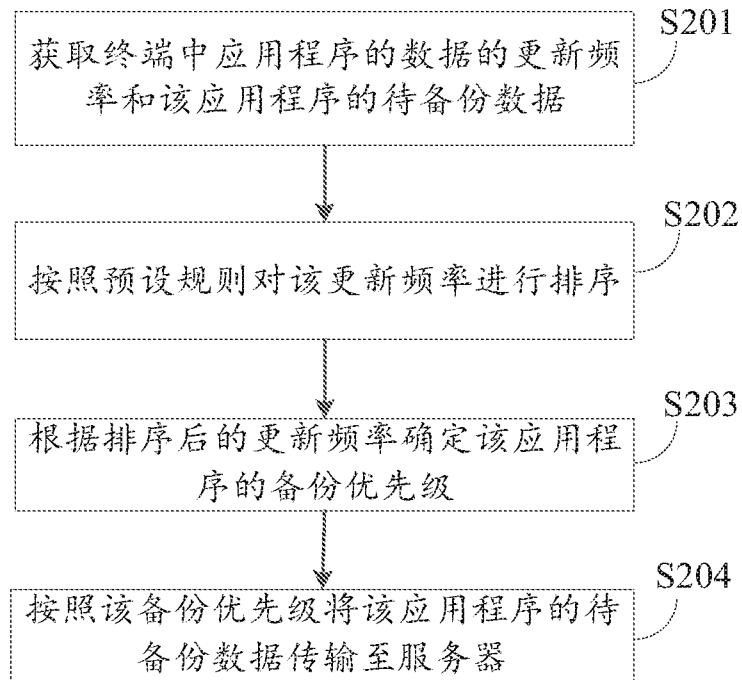 S201
获取终端中应用程序的数据的更新频
率和该应用程序的待备份数据
S202
按照预设规则对该更新频率进行排序
S203
根据排序后的更新频率确定该应用程
序的备份优先级
S204
按照该备份优先级将该应用程序的待
备份数据传输至服务器